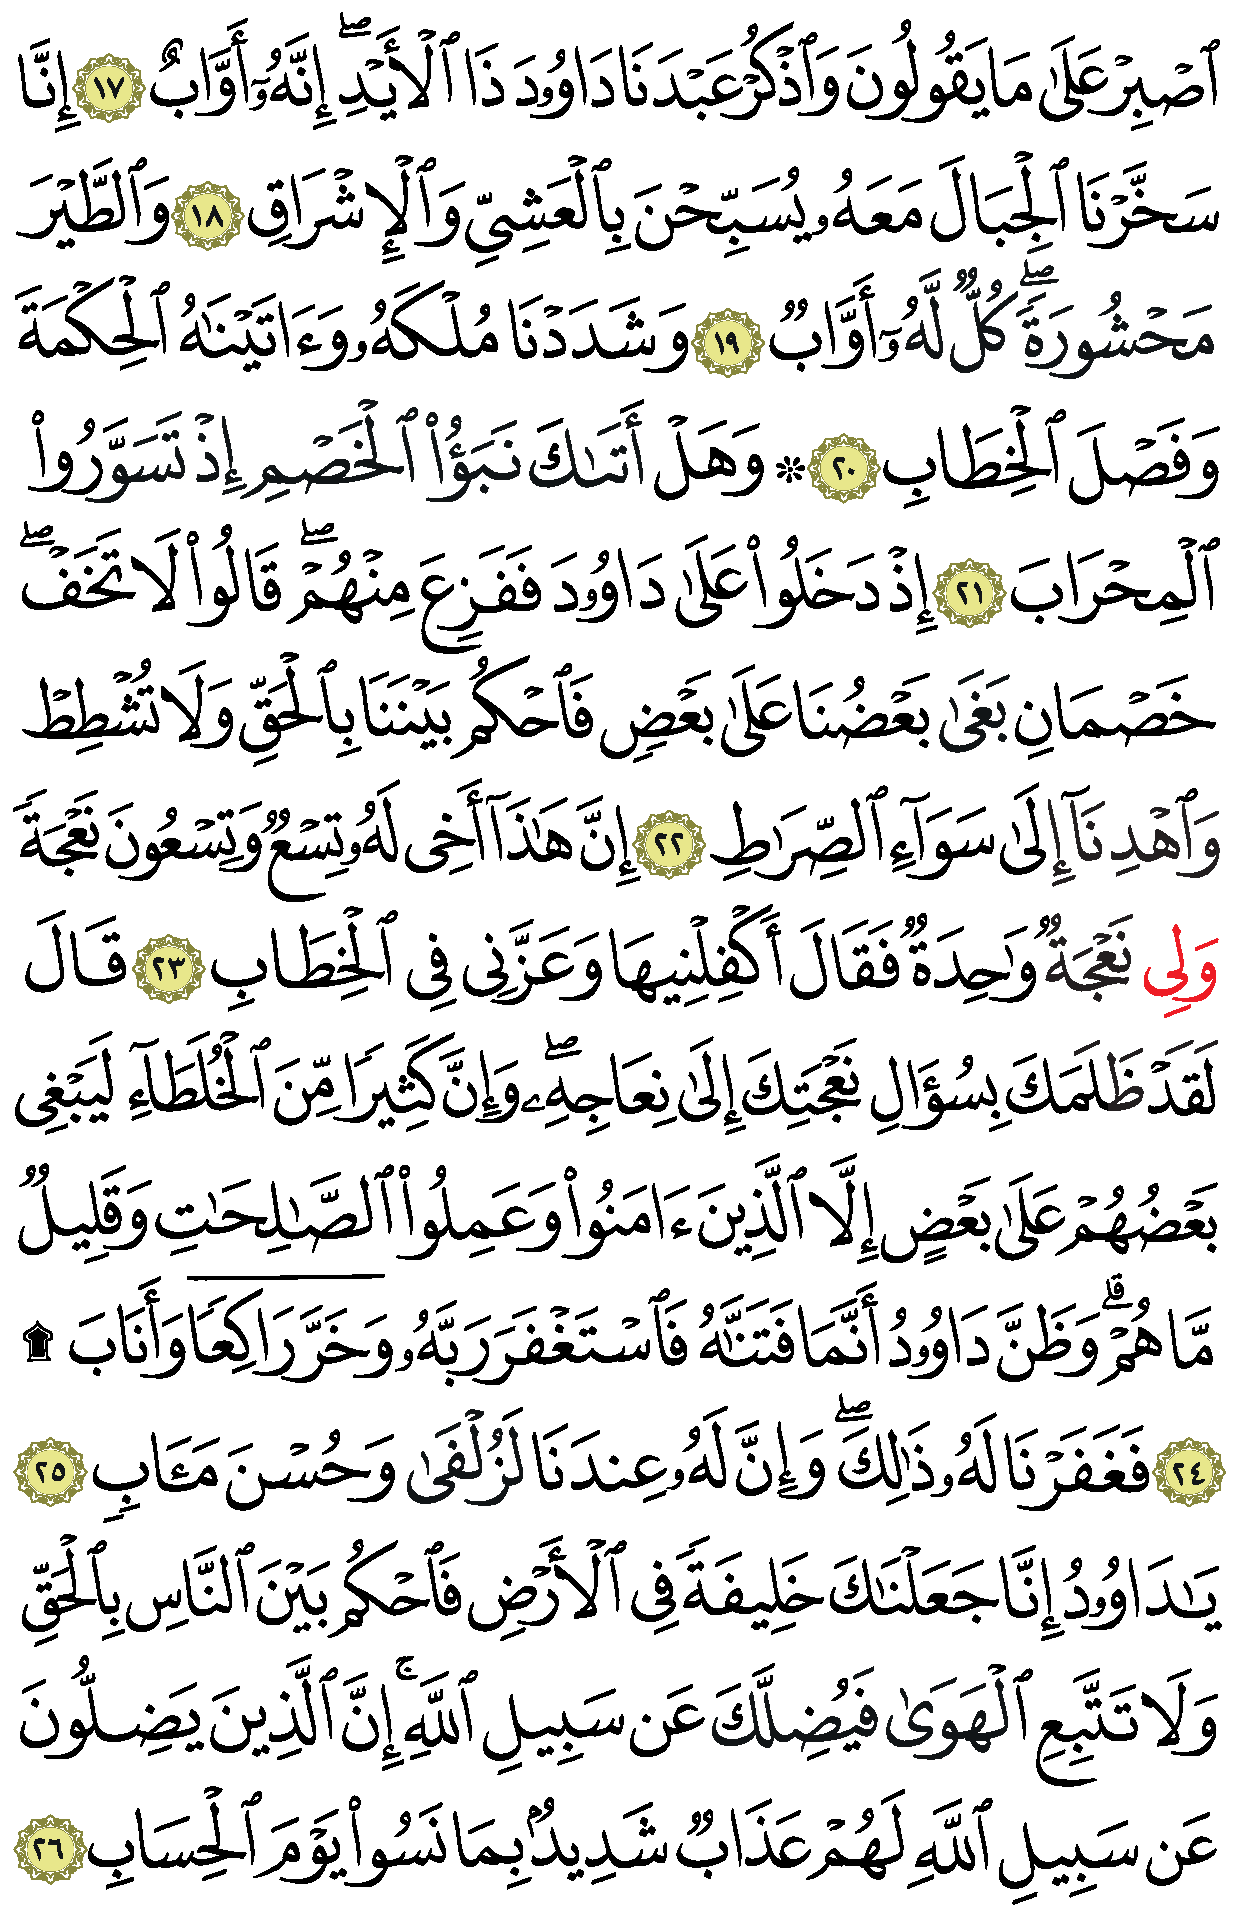 ٱصۡبِرۡ عَلَىٰ مَا يَقُولُونَ وَٱذۡكُرۡ عَبۡدَنَا دَاوُۥدَ ذَا ٱلۡأَيۡدِۖ إِنَّهُۥٓ أَوَّابٌ ١٧ إِنَّا
سَخَّرۡنَا ٱلۡجِبَالَ مَعَهُۥ يُسَبِّحۡنَ بِٱلۡعَشِيِّ وَٱلۡإِشۡرَاقِ ١٨ وَٱلطَّيۡرَ
مَحۡشُورَةٗۖ كُلّٞ لَّهُۥٓ أَوَّابٞ ١٩ وَشَدَدۡنَا مُلۡكَهُۥ وَءَاتَيۡنَٰهُ ٱلۡحِكۡمَةَ
وَفَصۡلَ ٱلۡخِطَابِ ٢٠ ۞ وَهَلۡ أَتَىٰكَ نَبَؤُاْ ٱلۡخَصۡمِ إِذۡ تَسَوَّرُواْ
ٱلۡمِحۡرَابَ ٢١ إِذۡ دَخَلُواْ عَلَىٰ دَاوُۥدَ فَفَزِعَ مِنۡهُمۡۖ قَالُواْ لَا تَخَفۡۖ
خَصۡمَانِ بَغَىٰ بَعۡضُنَا عَلَىٰ بَعۡضٖ فَٱحۡكُم بَيۡنَنَا بِٱلۡحَقِّ وَلَا تُشۡطِطۡ
وَٱهۡدِنَآ إِلَىٰ سَوَآءِ ٱلصِّرَٰطِ ٢٢ إِنَّ هَٰذَآ أَخِي لَهُۥ تِسۡعٞ وَتِسۡعُونَ نَعۡجَةٗ
وَلِي نَعۡجَةٞ وَٰحِدَةٞ فَقَالَ أَكۡفِلۡنِيهَا وَعَزَّنِي فِي ٱلۡخِطَابِ ٢٣ قَالَ
لَقَدۡ ظَلَمَكَ بِسُؤَالِ نَعۡجَتِكَ إِلَىٰ نِعَاجِهِۦۖ وَإِنَّ كَثِيرٗا مِّنَ ٱلۡخُلَطَآءِ لَيَبۡغِي
بَعۡضُهُمۡ عَلَىٰ بَعۡضٍ إِلَّا ٱلَّذِينَ ءَامَنُواْ وَعَمِلُواْ ٱلصَّٰلِحَٰتِ وَقَلِيلٞ
مَّا هُمۡۗ وَظَنَّ دَاوُۥدُ أَنَّمَا فَتَنَّٰهُ فَٱسۡتَغۡفَرَ رَبَّهُۥ وَخَرَّ رَاكِعٗا وَأَنَابَ ۩
٢٤ فَغَفَرۡنَا لَهُۥ ذَٰلِكَۖ وَإِنَّ لَهُۥ عِندَنَا لَزُلۡفَىٰ وَحُسۡنَ مَـَٔابٖ ٢٥
يَٰدَاوُۥدُ إِنَّا جَعَلۡنَٰكَ خَلِيفَةٗ فِي ٱلۡأَرۡضِ فَٱحۡكُم بَيۡنَ ٱلنَّاسِ بِٱلۡحَقِّ
وَلَا تَتَّبِعِ ٱلۡهَوَىٰ فَيُضِلَّكَ عَن سَبِيلِ ٱللَّهِۚ إِنَّ ٱلَّذِينَ يَضِلُّونَ
عَن سَبِيلِ ٱللَّهِ لَهُمۡ عَذَابٞ شَدِيدُۢ بِمَا نَسُواْ يَوۡمَ ٱلۡحِسَابِ ٢٦